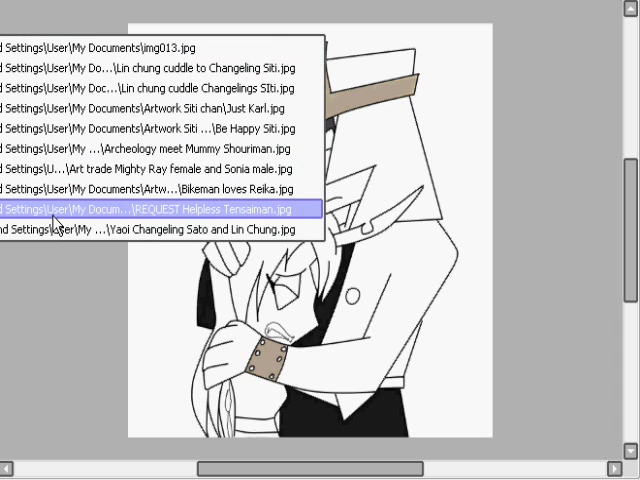 d Settings\User\My Documents\img013.jpg
d Settings\User\My Do...\Lin chung cuddle to Changeling Siti.jpg
d Settings\User\My Doc...\Lin chung cuddle Changelings SIti.jpg
d Settings\User\My Documents\Artwork Siti chan\Just Karl.jpg
d Settings\User\My Documents\Artwork Siti ...\Be Happy Siti.jpg
d Settings\User\My ...\Archeology meet Mummy Shouriman.jpg
d Settings\U...\Art trade Mighty Ray female and Sonia male.jpg
d Settings\User\My Documents\Artw...\Bikeman loves Reika.jpg
d Settings\User\My Docum...\REQUEST Helpless Tensaiman.jpg
nd Settings\User\My ...\Yaoi Changeling Sato and Lin Chung.jpg